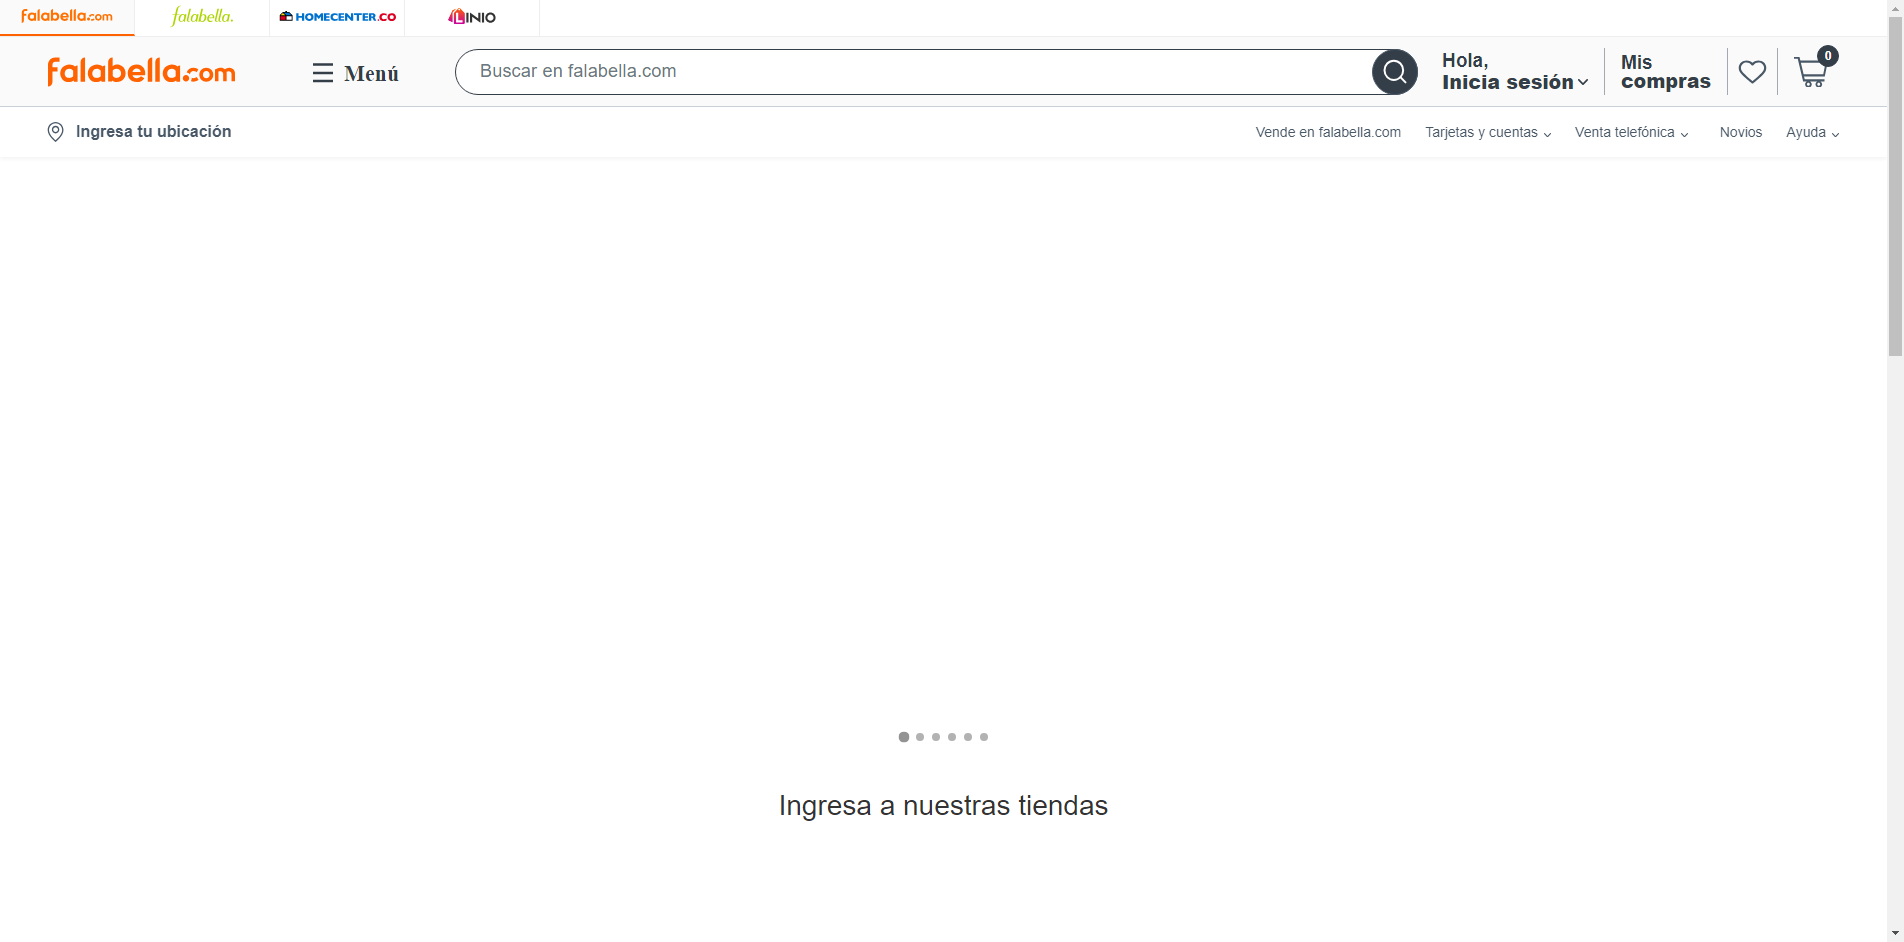 falabella.com
falabella.
HOMECENTER.CO
LINIO
falabella.com
Menú
Buscar en falabella.com
Hola,
Inicia sesión
Mis
compras
0
Ingresa tu ubicación
Vende en falabella.com
Tarjetas y cuentas
Venta telefónica
Novios
Ayuda
Ingresa a nuestras tiendas